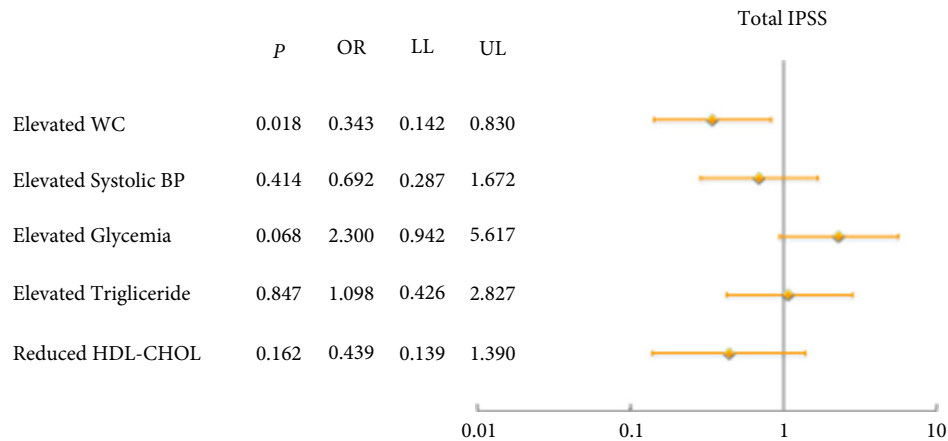 Total IPSS
P OR LL UL
Elevated WC 0.018 0.343 0.142 0.830
Elevated Systolic BP 0.414 0.692 0.287 1.672
Elevated Glycemia 0.068 2.300 0.942 5.617
Elevated Trigliceride 0.847 1.098 0.426 2.827
Reduced HDL-CHOL 0.162 0.439 0.139 1.390
0.01 0.1 1 10